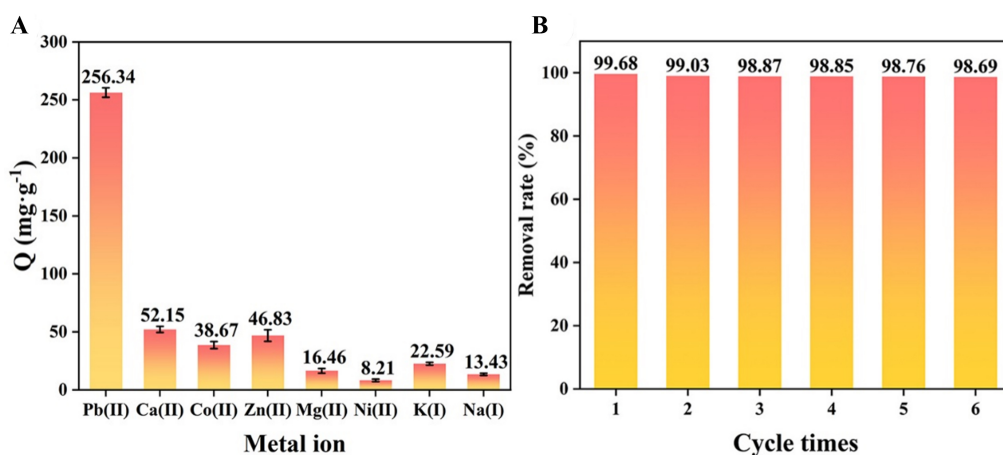 A
Q (mg·g⁻¹)
300
250
200
150
100
50
0
256.34
52.15
38.67
46.83
16.46
8.21
22.59
13.43
Pb(II) Ca(II) Co(II) Zn(II) Mg(II) Ni(II) K(I) Na(I)
Metal ion
B
Removal rate (%)
100
80
60
40
20
0
99.68 99.03 98.87 98.85 98.76 98.69
1 2 3 4 5 6
Cycle times